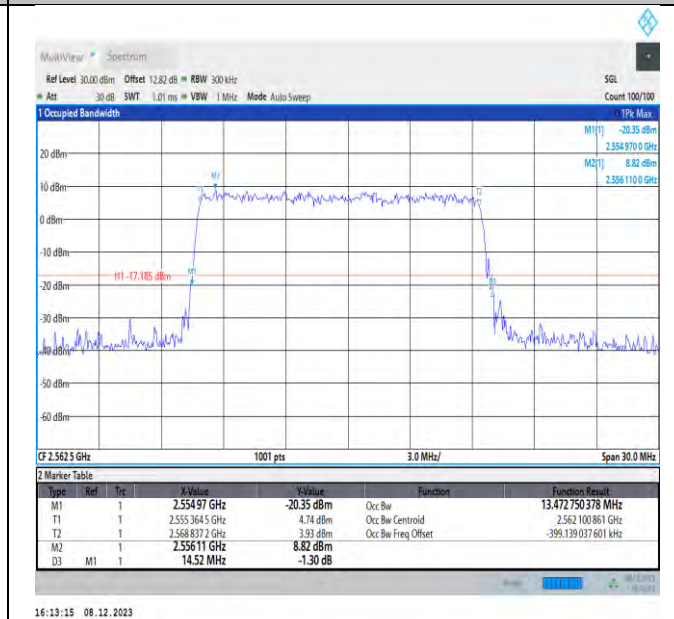 MultiView Spectrum
Ref Level 30.00 dBm Offset 12.82 dB RBW 300 kHz SGL
Att 30 dB SWT 1.01 ms VBW 1 MHz Mode Auto Sweep Count 100/100
1 Occupied Bandwidth 1Pk Max
M1[1] -20.35 dBm
2.554 970 0 GHz
M2[1] 8.82 dBm
2.556 110 0 GHz
20 dBm
10 dBm
M2
T1
T2
0 dBm
-10 dBm
H1 -17.185 dBm
M1
D3
-20 dBm
-30 dBm
-40 dBm
-50 dBm
-60 dBm
CF 2.562 5 GHz 1001 pts 3.0 MHz/ Span 30.0 MHz
2 Marker Table
Type Ref Trc X-Value Y-Value Function Function Result
M1 1 2.554 97 GHz -20.35 dBm Occ Bw 13.472 750 378 MHz
T1 1 2.555 364 5 GHz 4.74 dBm Occ Bw Centroid 2.562 100 861 GHz
T2 1 2.568 837 2 GHz 3.93 dBm Occ Bw Freq Offset -399.139 037 601 kHz
M2 1 2.556 11 GHz 8.82 dBm
D3 M1 1 14.52 MHz -1.30 dB
16:13:15 08.12.2023